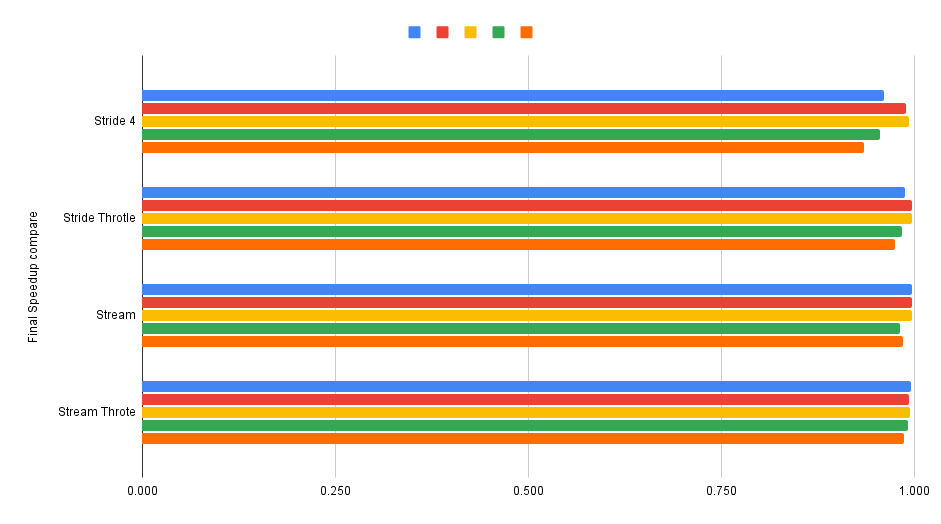 Final Speedup compare
Stride 4
Stride Throtle
Stream
Stream Throte
0.000 0.250 0.500 0.750 1.000